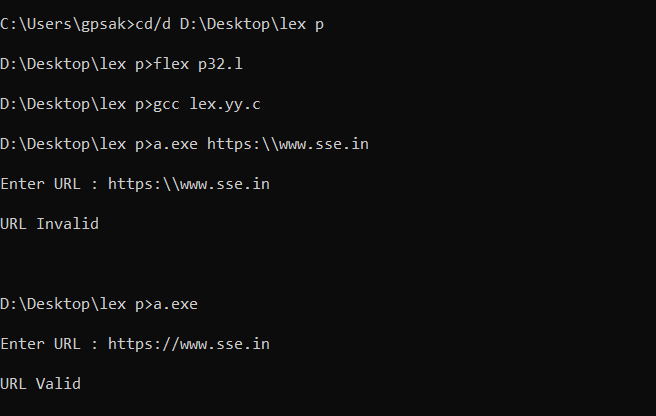 C:\Users\gpsak>cd/d D:\Desktop\lex p
D:\Desktop\lex p>flex p32.l
D:\Desktop\lex p>gcc lex.yy.c
D:\Desktop\lex p>a.exe https:\\www.sse.in
Enter URL : https:\\www.sse.in
URL Invalid
D:\Desktop\lex p>a.exe
Enter URL : https://www.sse.in
URL Valid